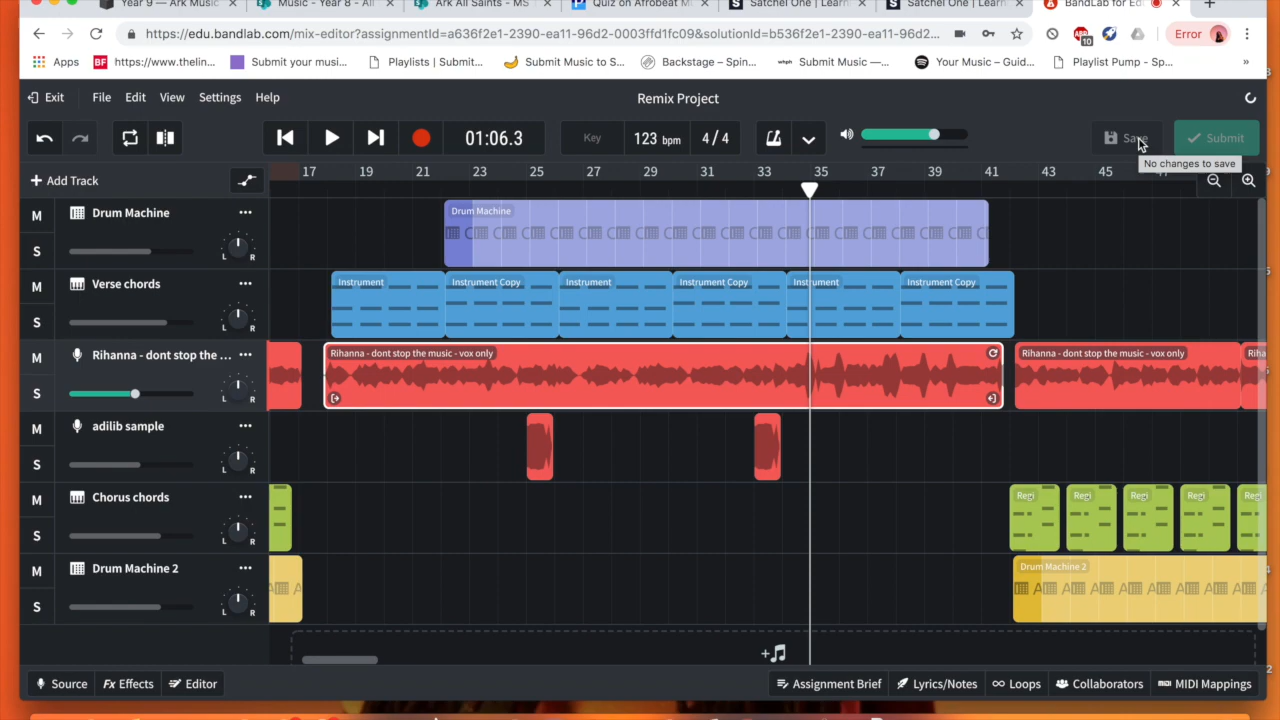 Year 9 — Ark Music
Music - Year 8 - All
Ark All Saints - MS
Quiz on Afrobeat M
Satchel One | Learn
Satchel One | Learn
BandLab for Ed
https://edu.bandlab.com/mix-editor?assignmentId=a636f2e1-2390-ea11-96d2-0003ffd1fc09&solutionId=b536f2e1-2390-ea11-96d2...
10
Error
Apps
BF https://www.thelin...
Submit your musi...
Playlists | Submit...
Submit Music to S...
Backstage – Spin...
whph Submit Music —...
Your Music – Guid...
Playlist Pump - Sp...
»
Exit
File
Edit
View
Settings
Help
Remix Project
01:06.3
Key
123 bpm
4/4
Save
Submit
No changes to save
Add Track
17 19 21 23 25 27 29 31 33 35 37 39 41 43 45
M
Drum Machine
S
L R
Drum Machine
M
Verse chords
S
L R
Instrument
Instrument Copy
Instrument
Instrument Copy
Instrument
Instrument Copy
M
Rihanna - dont stop the ...
S
L R
Rihanna - dont stop the music - vox only
Rihanna - dont stop the music - vox only
Riha
M
adilib sample
S
L R
M
Chorus chords
S
L R
Regi
Regi
Regi
Regi
Regi
M
Drum Machine 2
S
L R
Drum Machine 2
Source
Fx Effects
Editor
Assignment Brief
Lyrics/Notes
Loops
Collaborators
MIDI Mappings